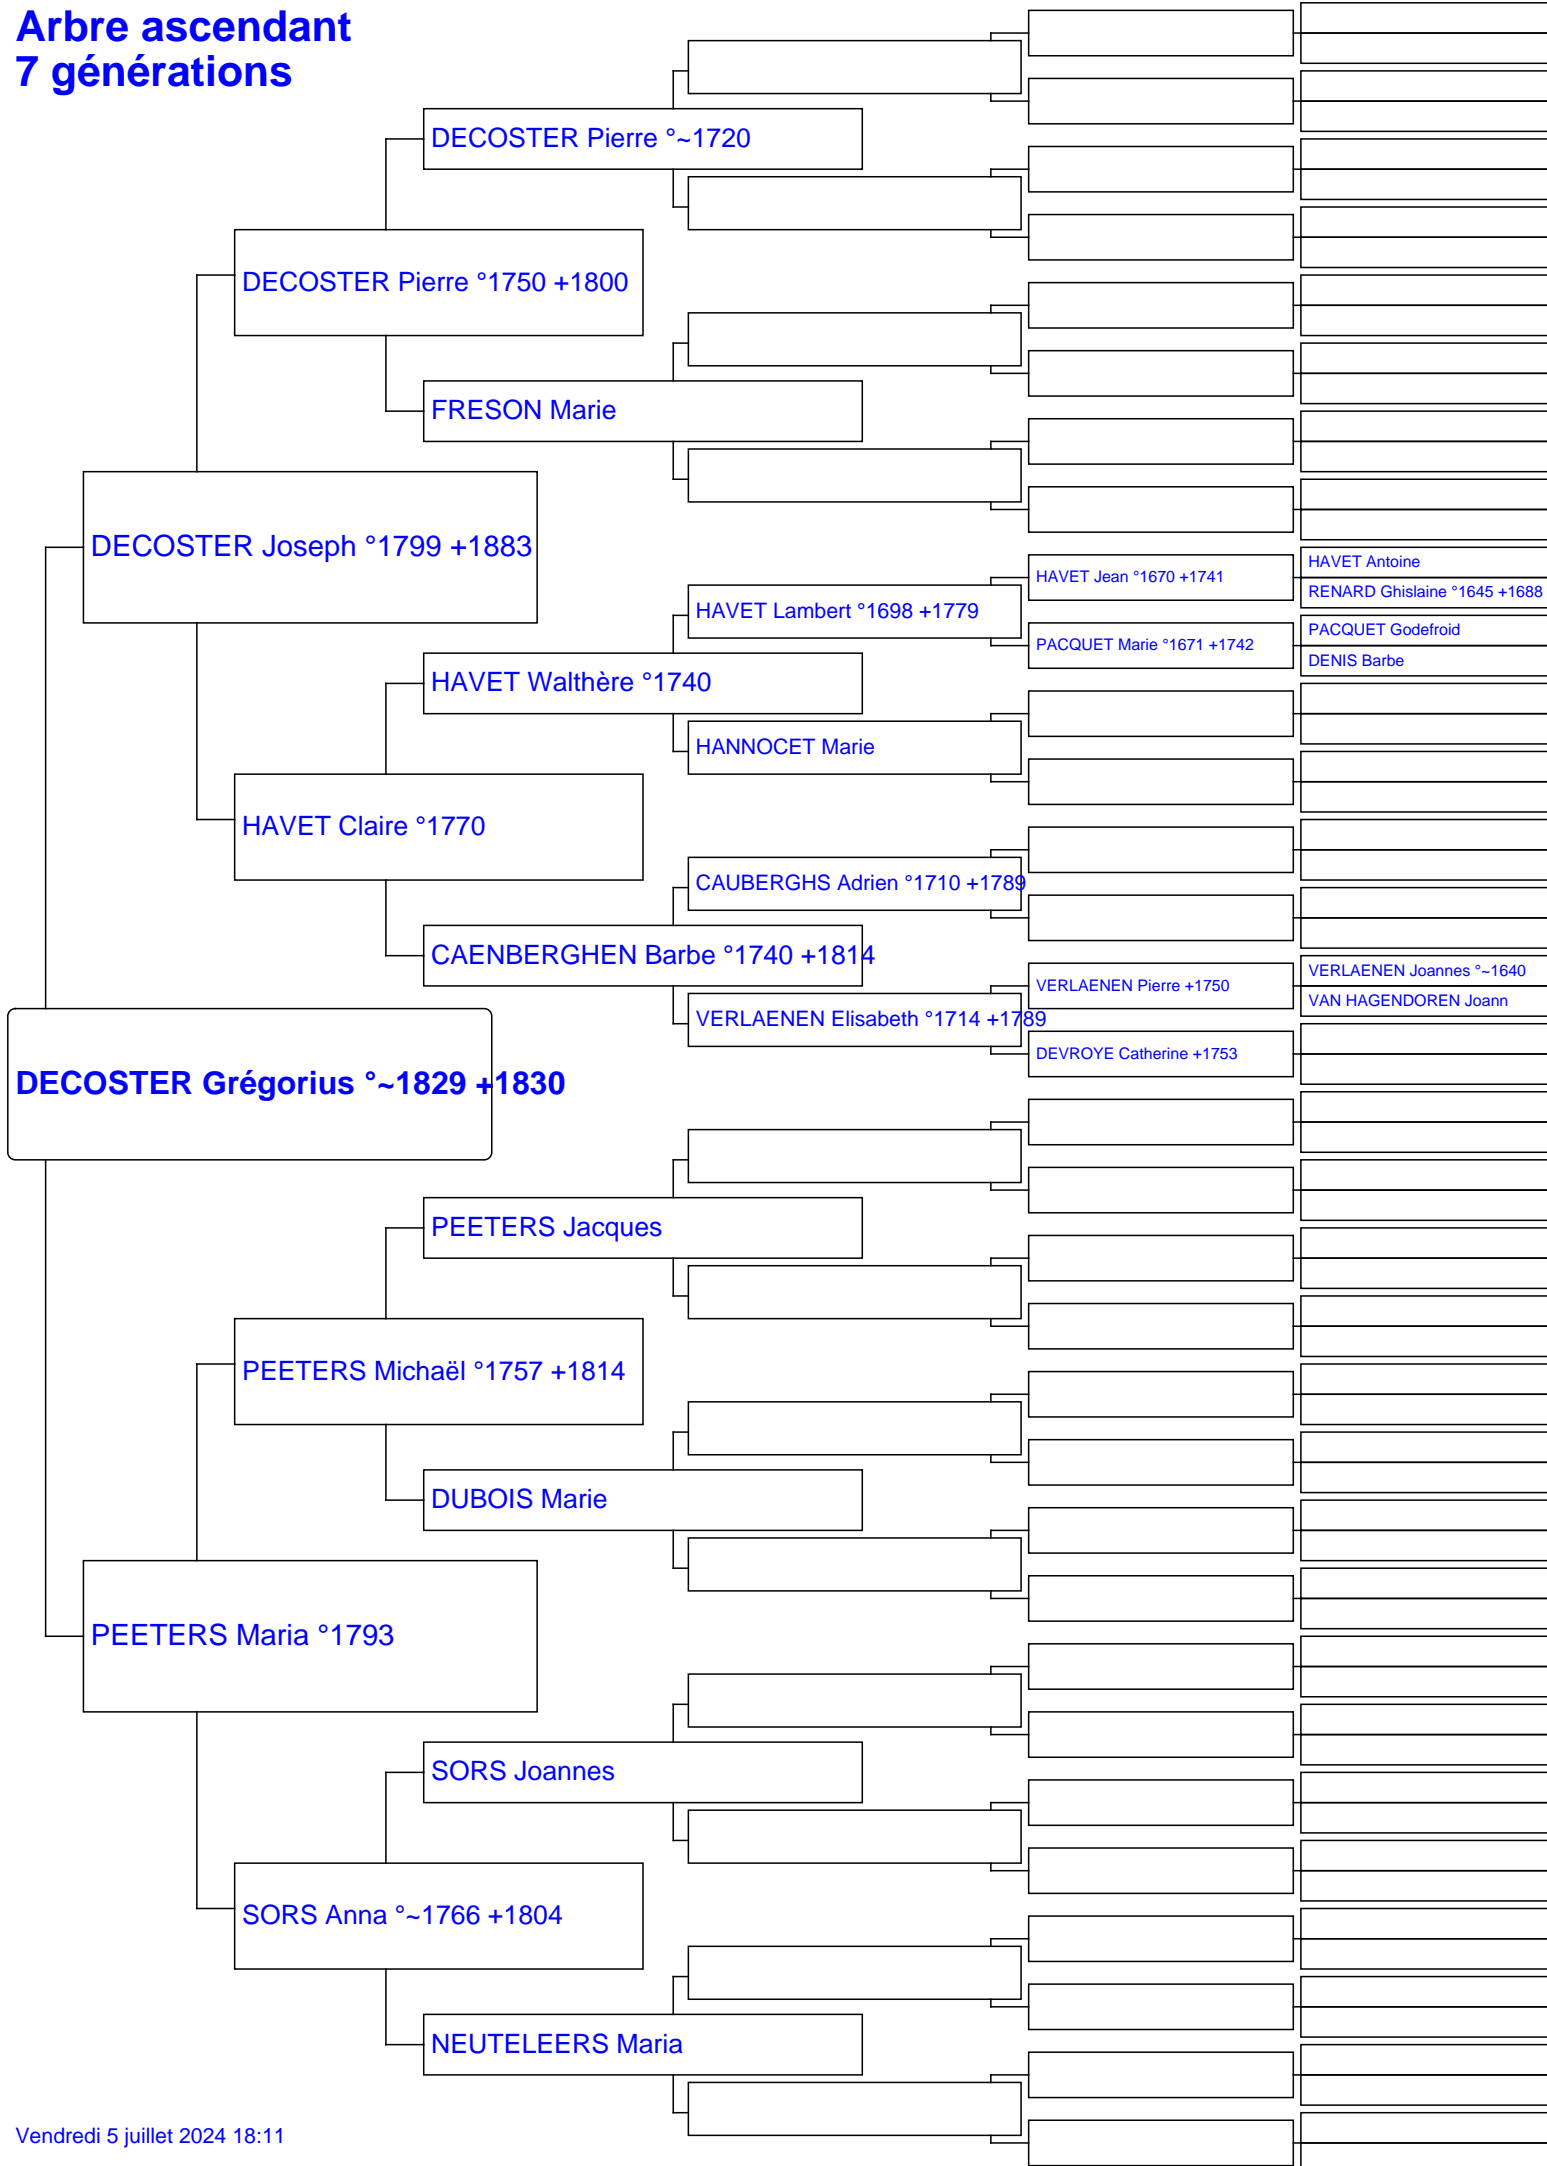 Arbre ascendant
7 générations
DECOSTER Pierre °~1720
DECOSTER Pierre °1750 +1800
FRESON Marie
DECOSTER Joseph °1799 +1883
HAVET Antoine
HAVET Jean °1670 +1741
RENARD Ghislaine °1645 +1688
HAVET Lambert °1698 +1779
PACQUET Godefroid
PACQUET Marie °1671 +1742
DENIS Barbe
HAVET Walthère °1740
HANNOCET Marie
HAVET Claire °1770
CAUBERGHS Adrien °1710 +1789
CAENBERGHEN Barbe °1740 +1814
VERLAENEN Joannes °~1640
VERLAENEN Pierre +1750
VAN HAGENDOREN Joann
VERLAENEN Elisabeth °1714 +1789
DEVROYE Catherine +1753
DECOSTER Grégorius °~1829 +1830
PEETERS Jacques
PEETERS Michaël °1757 +1814
DUBOIS Marie
PEETERS Maria °1793
SORS Joannes
SORS Anna °~1766 +1804
NEUTELEERS Maria
Vendredi 5 juillet 2024 18:11